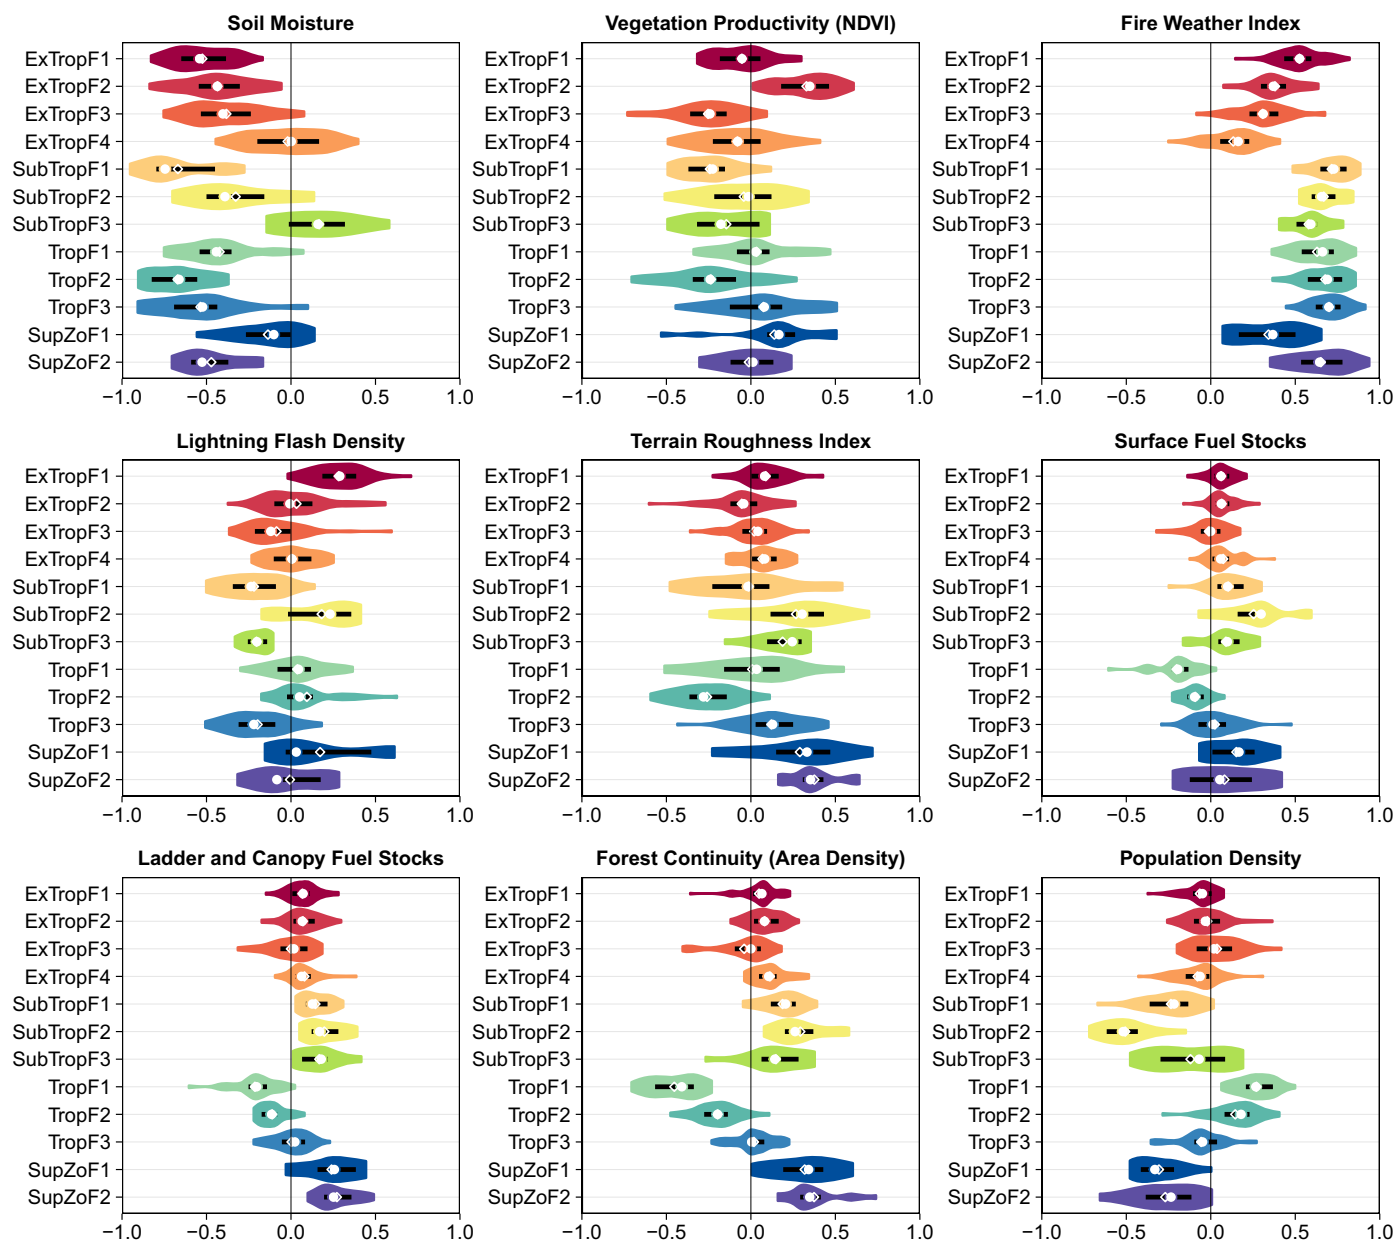 Soil Moisture
Vegetation Productivity (NDVI)
Fire Weather Index
ExTropF1 ExTropF1 ExTropF1
ExTropF2 ExTropF2 ExTropF2
ExTropF3 ExTropF3 ExTropF3
ExTropF4 ExTropF4 ExTropF4
SubTropF1 SubTropF1 SubTropF1
SubTropF2 SubTropF2 SubTropF2
SubTropF3 SubTropF3 SubTropF3
TropF1 TropF1 TropF1
TropF2 TropF2 TropF2
TropF3 TropF3 TropF3
SupZoF1 SupZoF1 SupZoF1
SupZoF2 SupZoF2 SupZoF2
−1.0 −0.5 0.0 0.5 1.0 −1.0 −0.5 0.0 0.5 1.0 −1.0 −0.5 0.0 0.5 1.0
Lightning Flash Density
Terrain Roughness Index
Surface Fuel Stocks
ExTropF1 ExTropF1 ExTropF1
ExTropF2 ExTropF2 ExTropF2
ExTropF3 ExTropF3 ExTropF3
ExTropF4 ExTropF4 ExTropF4
SubTropF1 SubTropF1 SubTropF1
SubTropF2 SubTropF2 SubTropF2
SubTropF3 SubTropF3 SubTropF3
TropF1 TropF1 TropF1
TropF2 TropF2 TropF2
TropF3 TropF3 TropF3
SupZoF1 SupZoF1 SupZoF1
SupZoF2 SupZoF2 SupZoF2
−1.0 −0.5 0.0 0.5 1.0 −1.0 −0.5 0.0 0.5 1.0 −1.0 −0.5 0.0 0.5 1.0
Ladder and Canopy Fuel Stocks
Forest Continuity (Area Density)
Population Density
ExTropF1 ExTropF1 ExTropF1
ExTropF2 ExTropF2 ExTropF2
ExTropF3 ExTropF3 ExTropF3
ExTropF4 ExTropF4 ExTropF4
SubTropF1 SubTropF1 SubTropF1
SubTropF2 SubTropF2 SubTropF2
SubTropF3 SubTropF3 SubTropF3
TropF1 TropF1 TropF1
TropF2 TropF2 TropF2
TropF3 TropF3 TropF3
SupZoF1 SupZoF1 SupZoF1
SupZoF2 SupZoF2 SupZoF2
−1.0 −0.5 0.0 0.5 1.0 −1.0 −0.5 0.0 0.5 1.0 −1.0 −0.5 0.0 0.5 1.0